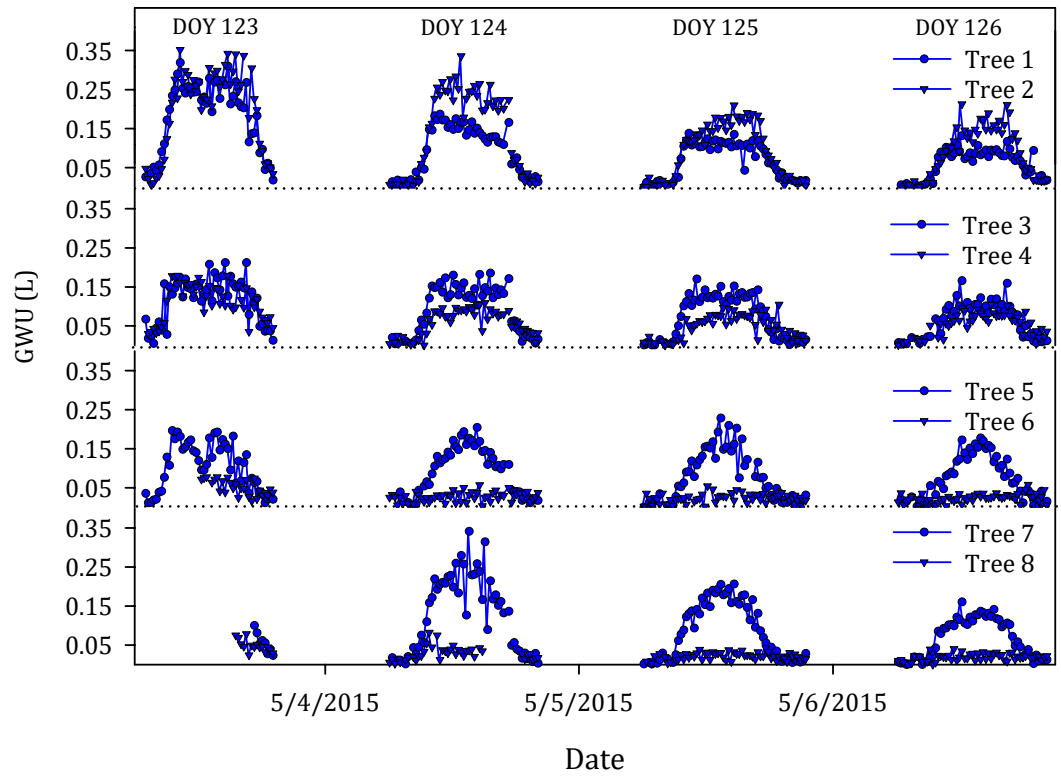 DOY 123 DOY 124 DOY 125 DOY 126
0.35
0.25
0.15
0.05
Tree 1
Tree 2
0.35
0.25
0.15
0.05
Tree 3
Tree 4
GWU (L)
0.35
0.25
0.15
0.05
Tree 5
Tree 6
0.35
0.25
0.15
0.05
Tree 7
Tree 8
5/4/2015 5/5/2015 5/6/2015
Date